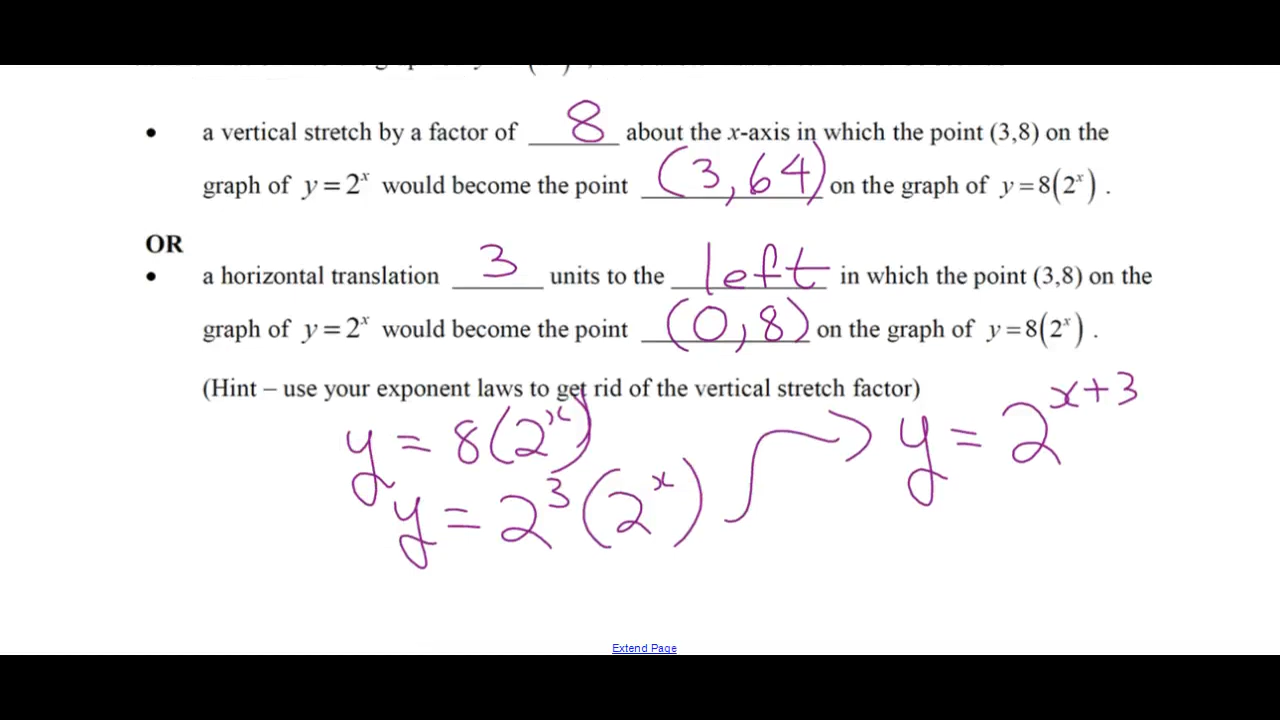 a vertical stretch by a factor of 8 about the x-axis in which the point (3,8) on the
graph of y = 2^x would become the point (3, 64) on the graph of y = 8(2^x) .
OR
a horizontal translation 3 units to the left in which the point (3,8) on the
graph of y = 2^x would become the point (0, 8) on the graph of y = 8(2^x) .
(Hint – use your exponent laws to get rid of the vertical stretch factor)
y = 8(2^x)
y = 2^3 (2^x)
y = 2^{x+3}
Extend Page